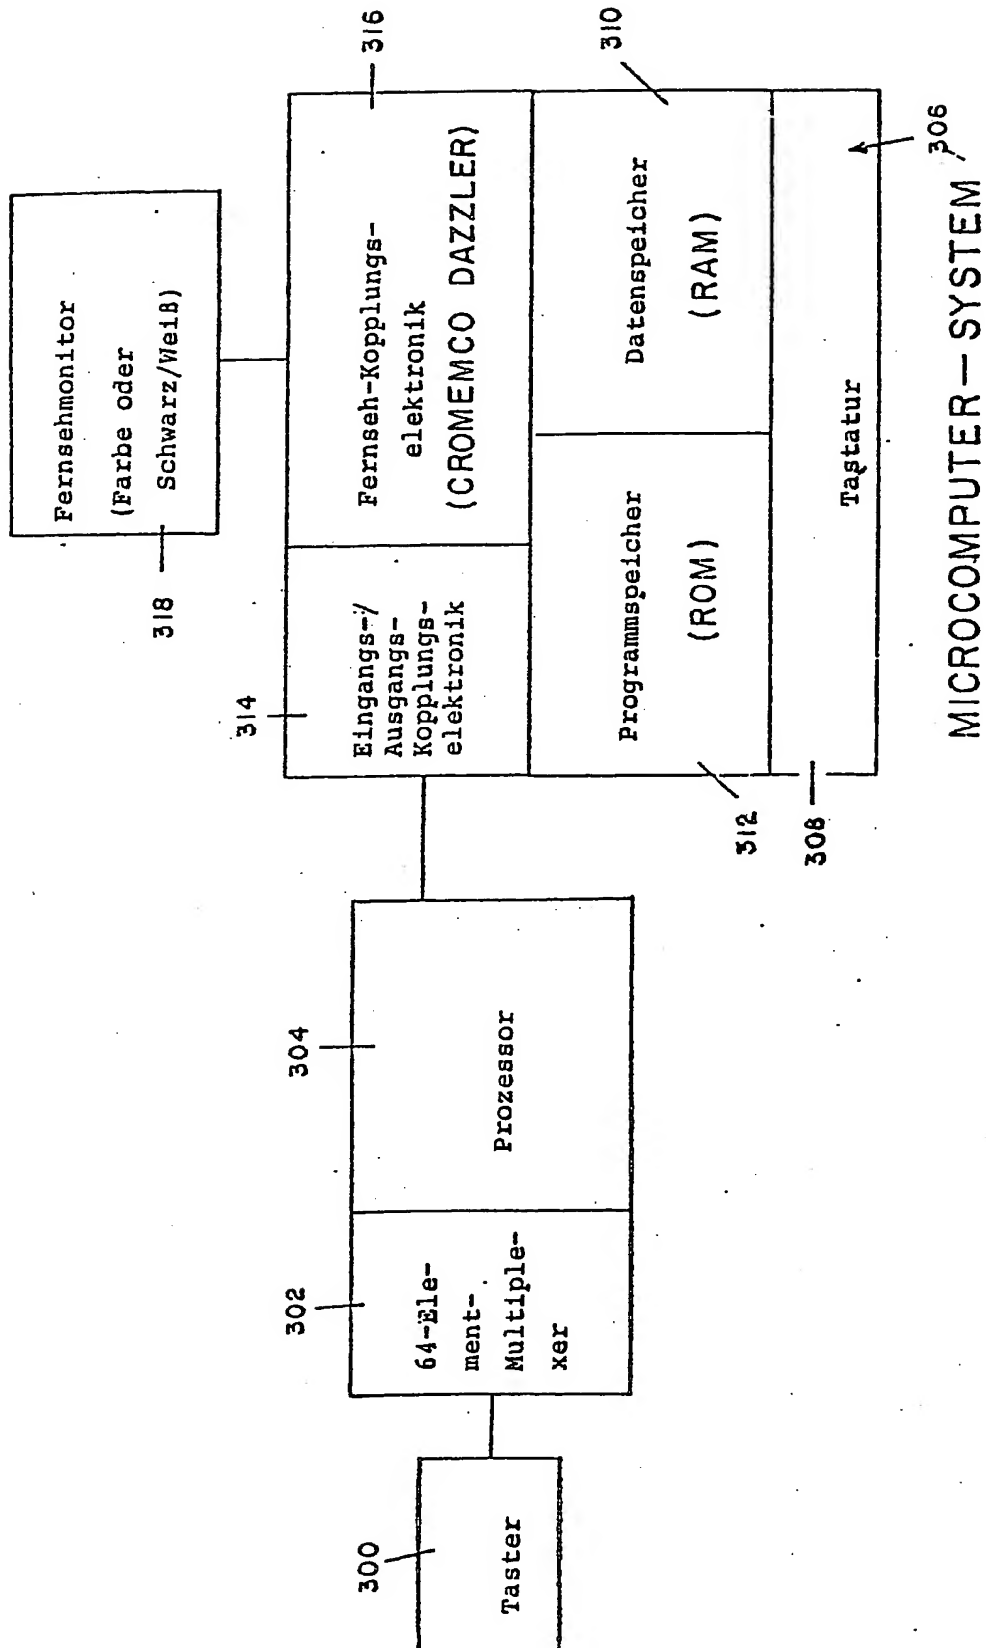 Fernsehmonitor
(Farbe oder
Schwarz/Weiß)
318
316
310
314
Eingangs-/
Ausgangs-
Kopplungs-
elektronik
Fernseh-Kopplungs-
elektronik
(CROMEMCO DAZZLER)
Programmspeicher
(ROM)
Datenspeicher
(RAM)
Tastatur
312
308
306
MICROCOMPUTER-SYSTEM
304
Prozessor
302
64-Ele-
ment-
Multiple-
xer
300
Taster